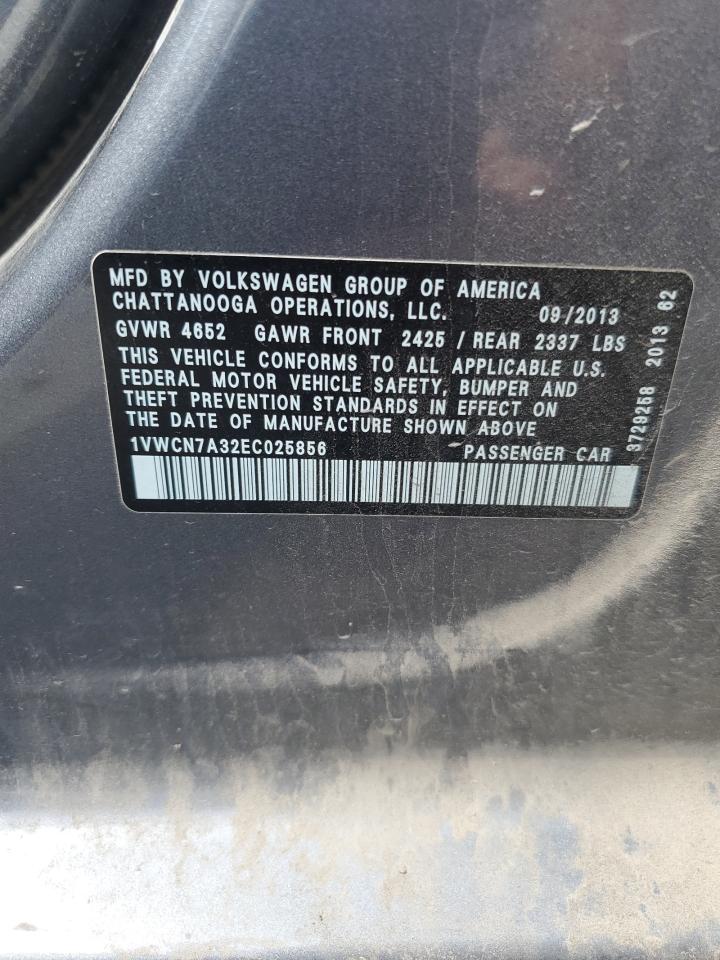 MFD BY VOLKSWAGEN GROUP OF AMERICA
CHATTANOOGA OPERATIONS, LLC. 09/2013
GVWR 4652 GAWR FRONT 2425 / REAR 2337 LBS
THIS VEHICLE CONFORMS TO ALL APPLICABLE U.S.
FEDERAL MOTOR VEHICLE SAFETY, BUMPER AND
THEFT PREVENTION STANDARDS IN EFFECT ON
THE DATE OF MANUFACTURE SHOWN ABOVE
1VWCN7A32EC025856 PASSENGER CAR
3729258 2013 62